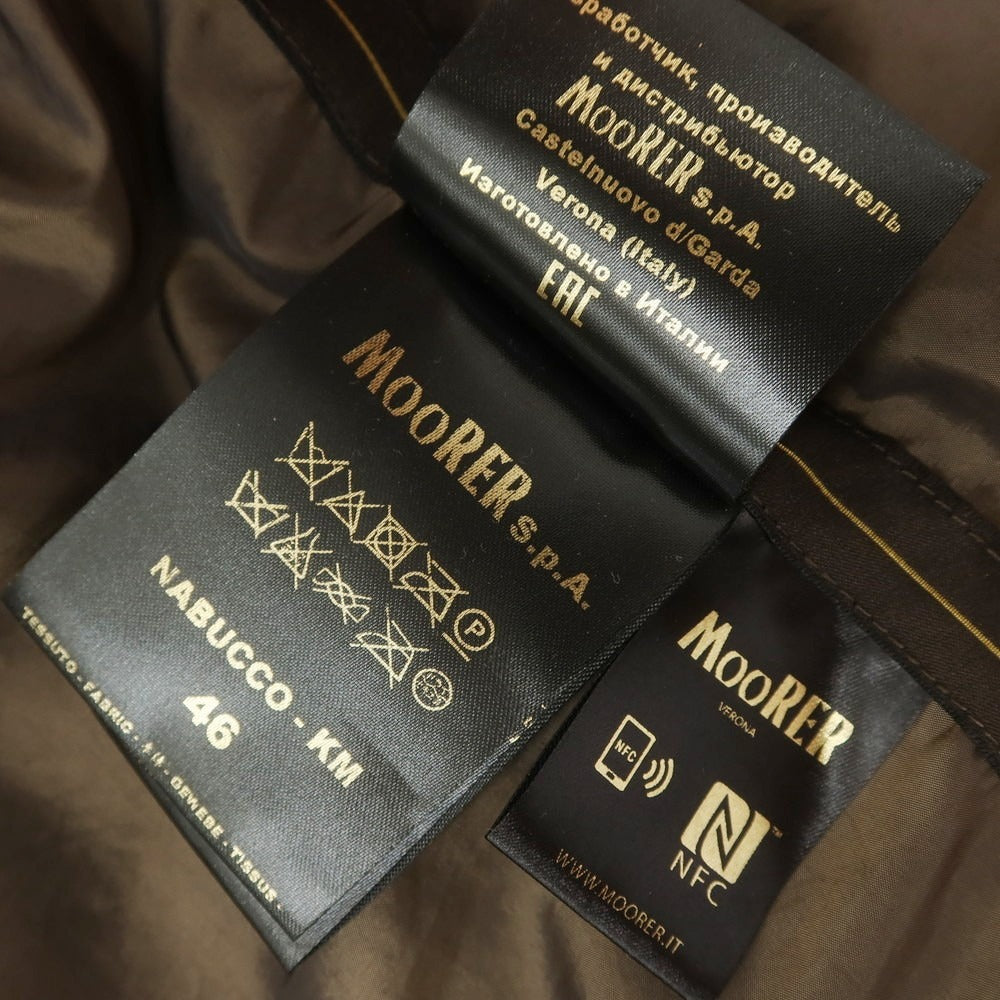 производитель,
и дистрибьютор
MOORER s.p.A.
Castelnuovo d/Garda
Verona (Italy)
Изготовлено в Италии
EAC
MOORER s.p.A.
P
NABUCCO - KM
46
TESSUTO - FABRIC - - GEWEBE - TISSUS -
MOORER
VERONA
NFC
NFC
WWW.MOORER.IT